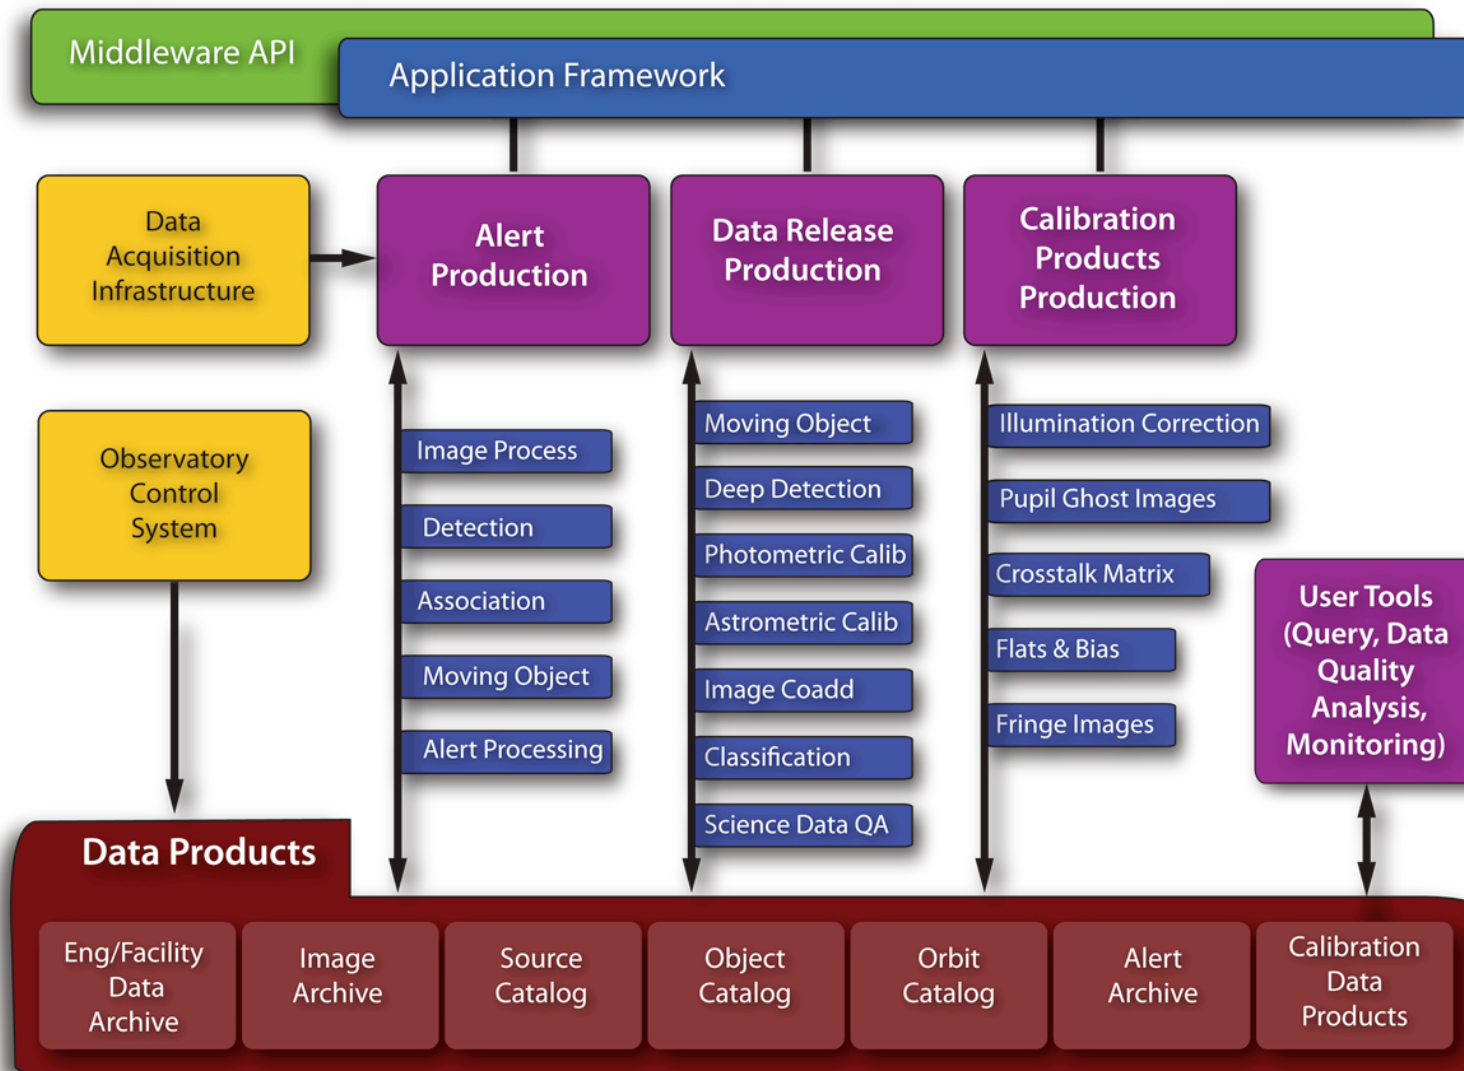 Middleware API
Application Framework
Data
Acquisition
Infrastructure
Alert
Production
Data Release
Production
Calibration
Products
Production
Observatory
Control
System
Image Process
Detection
Association
Moving Object
Alert Processing
Moving Object
Deep Detection
Photometric Calib
Astrometric Calib
Image Coadd
Classification
Science Data QA
Illumination Correction
Pupil Ghost Images
Crosstalk Matrix
Flats & Bias
Fringe Images
User Tools
(Query, Data
Quality
Analysis,
Monitoring)
Data Products
Eng/Facility
Data
Archive
Image
Archive
Source
Catalog
Object
Catalog
Orbit
Catalog
Alert
Archive
Calibration
Data
Products